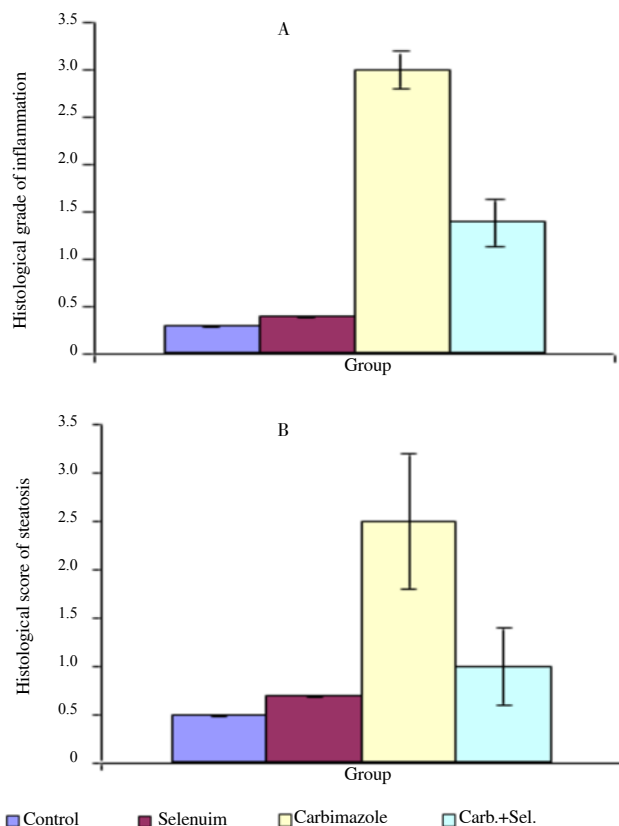 A
Histological grade of inflammation
3.5
3.0
2.5
2.0
1.5
1.0
0.5
0
Group
B
Histological score of steatosis
3.5
3.0
2.5
2.0
1.5
1.0
0.5
0
Group
Control Selenuim Carbimazole Carb.+Sel.